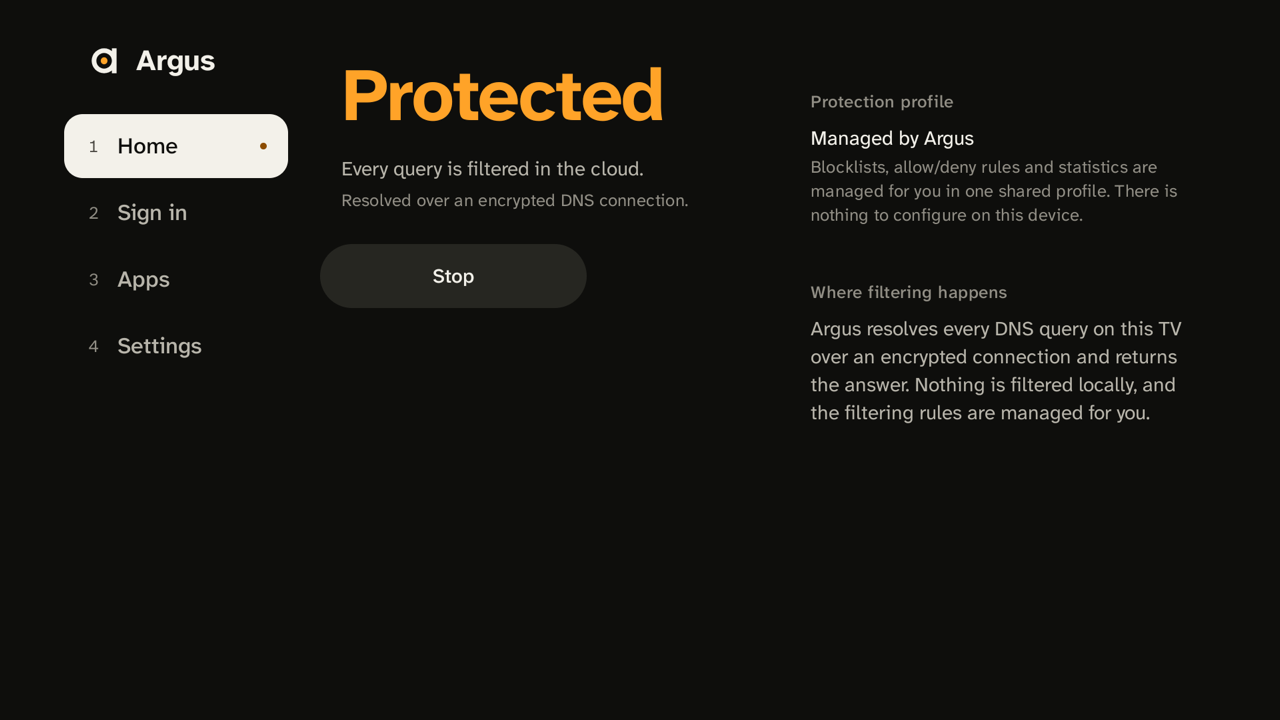 Argus
1 Home
2 Sign in
3 Apps
4 Settings
Protected
Every query is filtered in the cloud.
Resolved over an encrypted DNS connection.
Stop
Protection profile
Managed by Argus
Blocklists, allow/deny rules and statistics are
managed for you in one shared profile. There is
nothing to configure on this device.
Where filtering happens
Argus resolves every DNS query on this TV
over an encrypted connection and returns
the answer. Nothing is filtered locally, and
the filtering rules are managed for you.